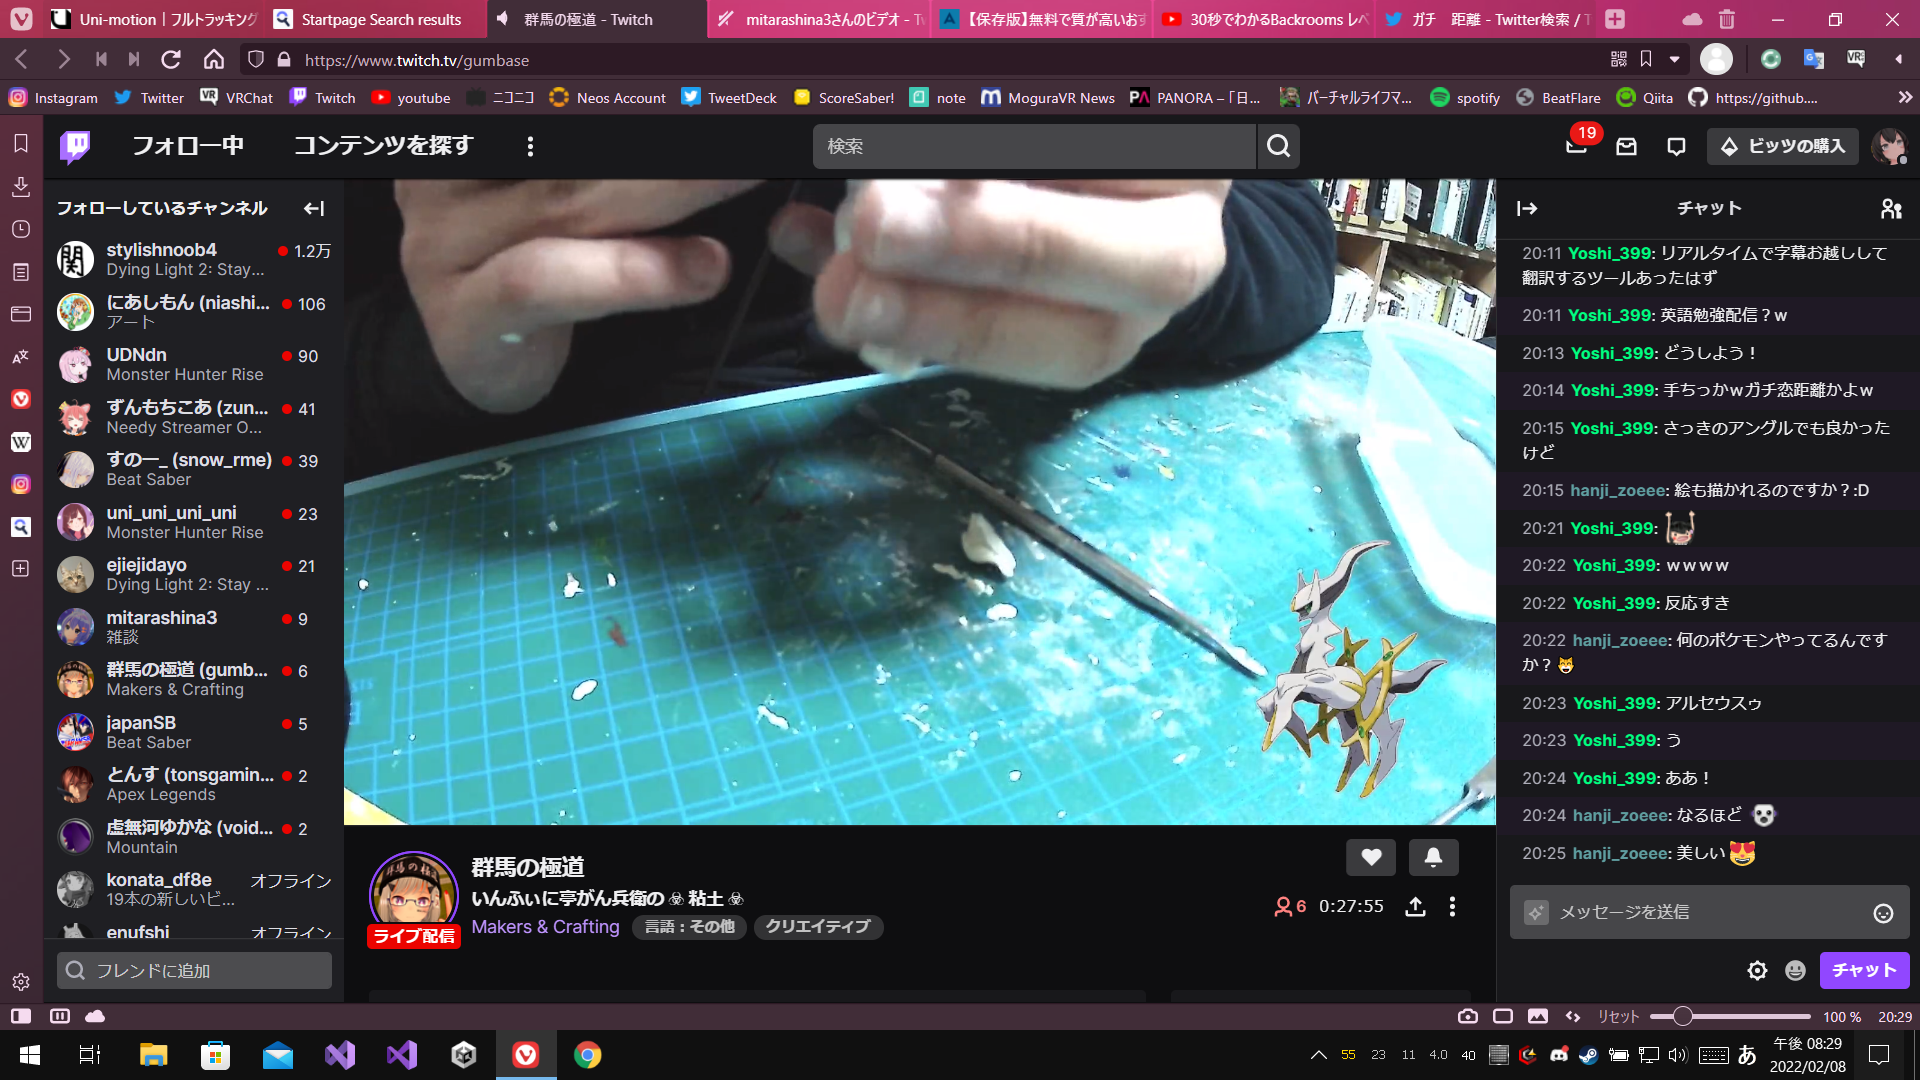 Uni-motion｜フルトラッキング
Startpage Search results
群馬の極道 - Twitch
mitarashina3さんのビデオ - Tw
【保存版】無料で質が高いおす
30秒でわかるBackrooms レベ
ガチ　距離 - Twitter検索 / T
https://www.twitch.tv/gumbase
Instagram
Twitter
VRChat
Twitch
youtube
ニコニコ
Neos Account
TweetDeck
ScoreSaber!
note
MoguraVR News
PANORA – 「日...
バーチャルライフマ...
spotify
BeatFlare
Qiita
https://github....
フォロー中
コンテンツを探す
検索
19
ビッツの購入
フォローしているチャンネル
stylishnoob4
1.2万
Dying Light 2: Stay...
にあしもん (niashi...
106
アート
UDNdn
90
Monster Hunter Rise
ずんもちこあ (zun...
41
Needy Streamer O...
すのー_ (snow_rme)
39
Beat Saber
uni_uni_uni_uni
23
Monster Hunter Rise
ejiejidayo
21
Dying Light 2: Stay ...
mitarashina3
9
雑談
群馬の極道 (gumb...
6
Makers & Crafting
japanSB
5
Beat Saber
とんす (tonsgamin...
2
Apex Legends
虚無河ゆかな (void...
2
Mountain
konata_df8e
オフライン
19本の新しいビ...
enufshi
オフライン
フレンドに追加
群馬の極道
いんふぃに亭がん兵衛の ☣ 粘土 ☣
Makers & Crafting
言語：その他
クリエイティブ
ライブ配信
6
0:27:55
チャット
20:11 Yoshi_399: リアルタイムで字幕お越しして
翻訳するツールあったはず
20:11 Yoshi_399: 英語勉強配信？w
20:13 Yoshi_399: どうしよう！
20:14 Yoshi_399: 手ちっかwガチ恋距離かよw
20:15 Yoshi_399: さっきのアングルでも良かった
けど
20:15 hanji_zoeee: 絵も描かれるのですか？:D
20:21 Yoshi_399:
20:22 Yoshi_399: ｗｗｗｗ
20:22 Yoshi_399: 反応すき
20:22 hanji_zoeee: 何のポケモンやってるんです
か？
20:23 Yoshi_399: アルセウスゥ
20:23 Yoshi_399: う
20:24 Yoshi_399: ああ！
20:24 hanji_zoeee: なるほど
20:25 hanji_zoeee: 美しい
メッセージを送信
チャット
リセット
100 %
20:29
55
23
11
4.0
40
あ
午後 08:29
2022/02/08